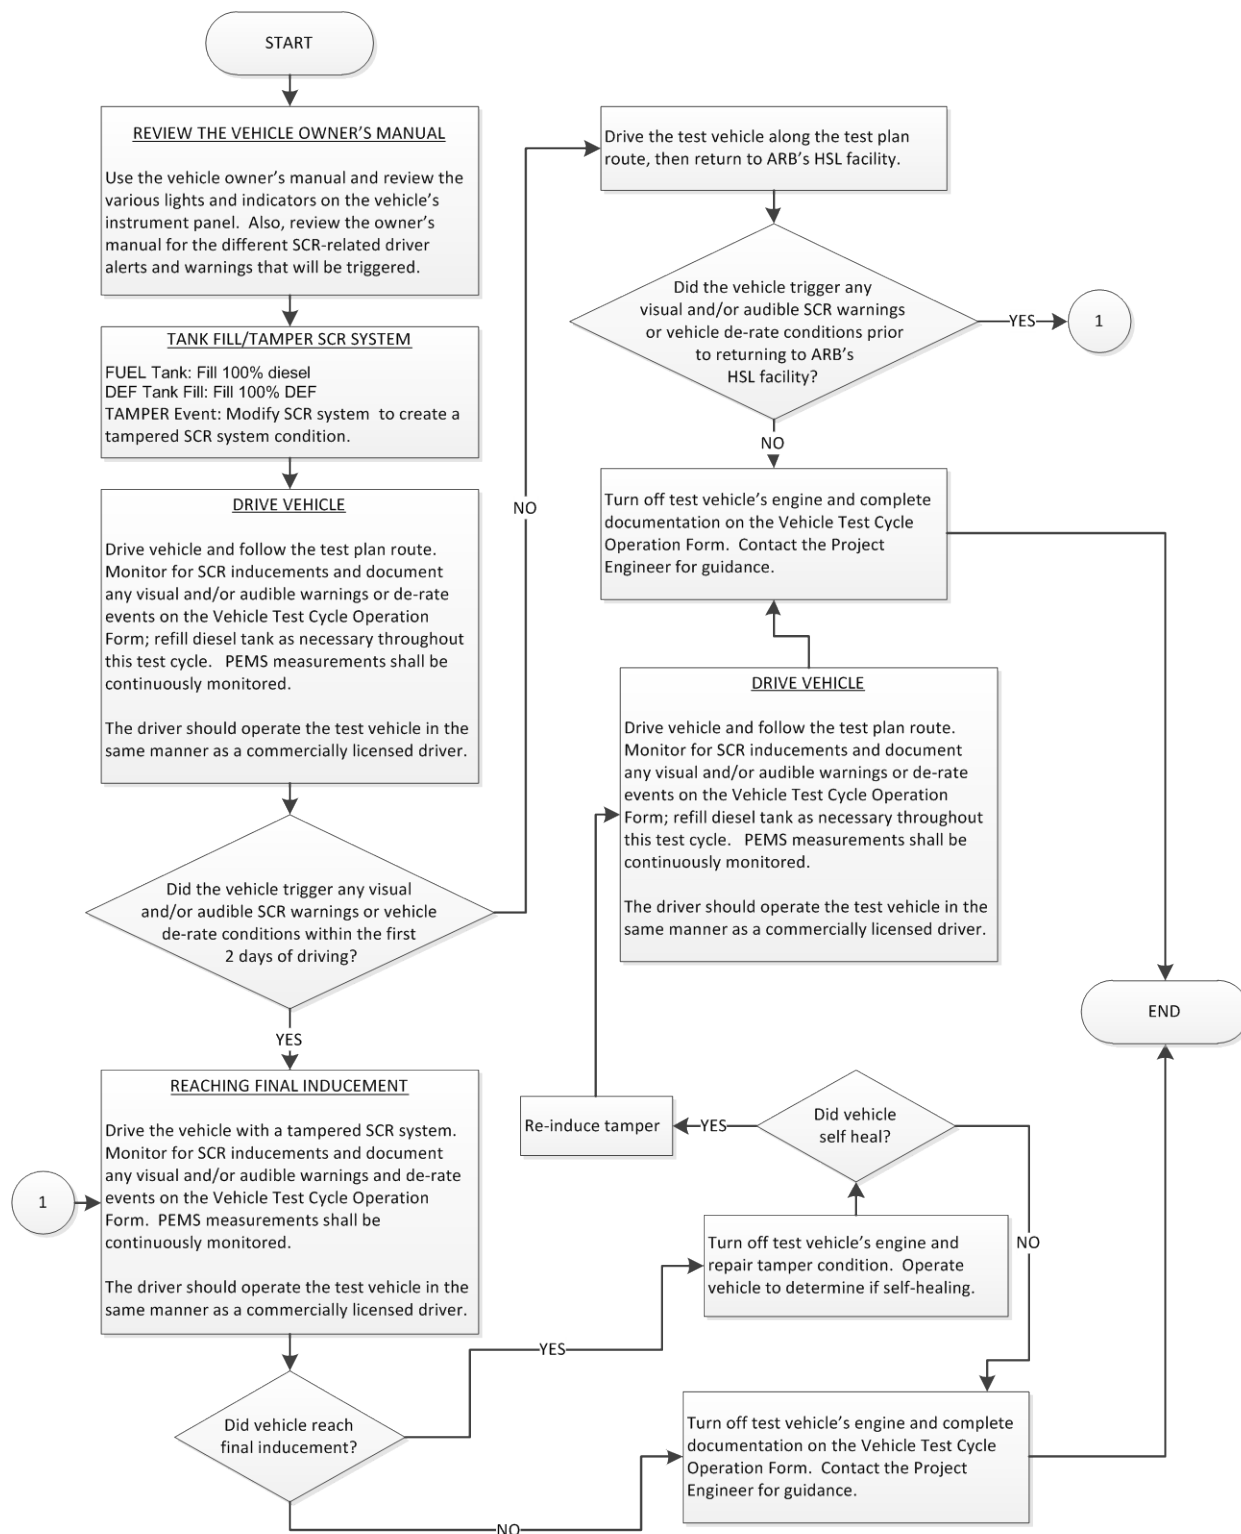 START
REVIEW THE VEHICLE OWNER'S MANUAL
Use the vehicle owner's manual and review the
various lights and indicators on the vehicle's
instrument panel.  Also, review the owner's
manual for the different SCR-related driver
alerts and warnings that will be triggered.
TANK FILL/TAMPER SCR SYSTEM
FUEL Tank: Fill 100% diesel
DEF Tank Fill: Fill 100% DEF
TAMPER Event: Modify SCR system  to create a
tampered SCR system condition.
DRIVE VEHICLE
Drive vehicle and follow the test plan route.
Monitor for SCR inducements and document
any visual and/or audible warnings or de-rate
events on the Vehicle Test Cycle Operation
Form; refill diesel tank as necessary throughout
this test cycle.   PEMS measurements shall be
continuously monitored.
The driver should operate the test vehicle in the
same manner as a commercially licensed driver.
Did the vehicle trigger any visual
and/or audible SCR warnings or vehicle
de-rate conditions within the first
2 days of driving?
NO
YES
Drive the test vehicle along the test plan
route, then return to ARB's HSL facility.
Did the vehicle trigger any
visual and/or audible SCR warnings
or vehicle de-rate conditions prior
to returning to ARB's
HSL facility?
YES
1
NO
Turn off test vehicle's engine and complete
documentation on the Vehicle Test Cycle
Operation Form.  Contact the Project
Engineer for guidance.
DRIVE VEHICLE
Drive vehicle and follow the test plan route.
Monitor for SCR inducements and document
any visual and/or audible warnings or de-rate
events on the Vehicle Test Cycle Operation
Form; refill diesel tank as necessary throughout
this test cycle.   PEMS measurements shall be
continuously monitored.
The driver should operate the test vehicle in the
same manner as a commercially licensed driver.
END
1
REACHING FINAL INDUCEMENT
Drive the vehicle with a tampered SCR system.
Monitor for SCR inducements and document
any visual and/or audible warnings and de-rate
events on the Vehicle Test Cycle Operation
Form.  PEMS measurements shall be
continuously monitored.
The driver should operate the test vehicle in the
same manner as a commercially licensed driver.
Did vehicle reach
final inducement?
YES
NO
Re-induce tamper
YES
Did vehicle
self heal?
NO
Turn off test vehicle's engine and
repair tamper condition.  Operate
vehicle to determine if self-healing.
Turn off test vehicle's engine and complete
documentation on the Vehicle Test Cycle
Operation Form.  Contact the Project
Engineer for guidance.